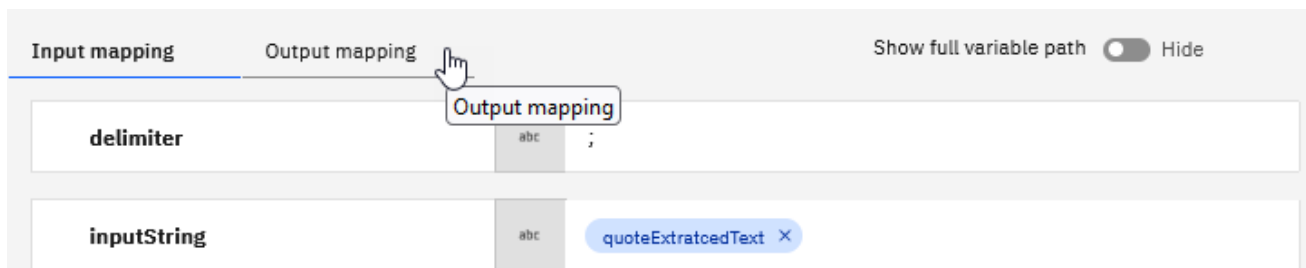 Input mapping Output mapping Show full variable path Hide
Output mapping
delimiter abc ;
inputString abc quoteExtratcedText ×